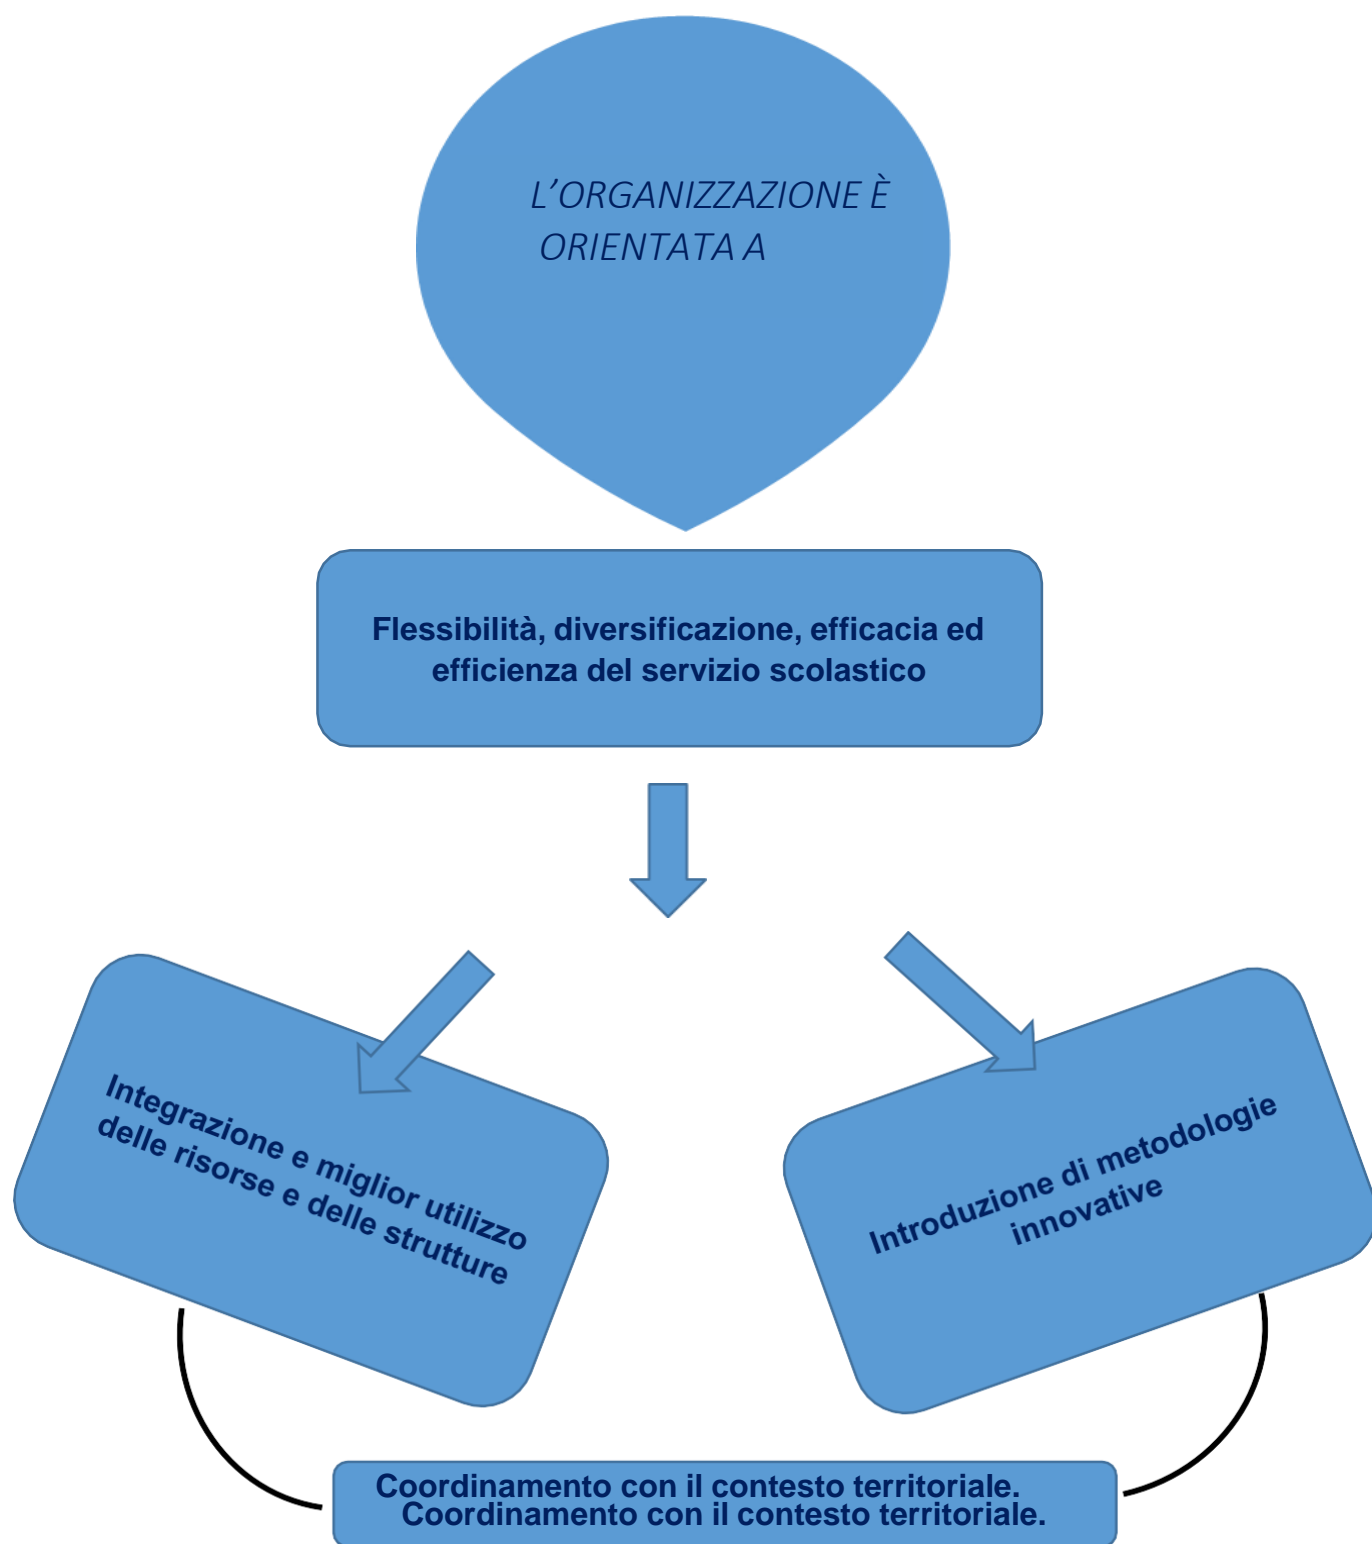 L’ORGANIZZAZIONE È
ORIENTATA A
Flessibilità, diversificazione, efficacia ed
efficienza del servizio scolastico
Integrazione e miglior utilizzo
delle risorse e delle strutture
Introduzione di metodologie
innovative
Coordinamento con il contesto territoriale.
Coordinamento con il contesto territoriale.